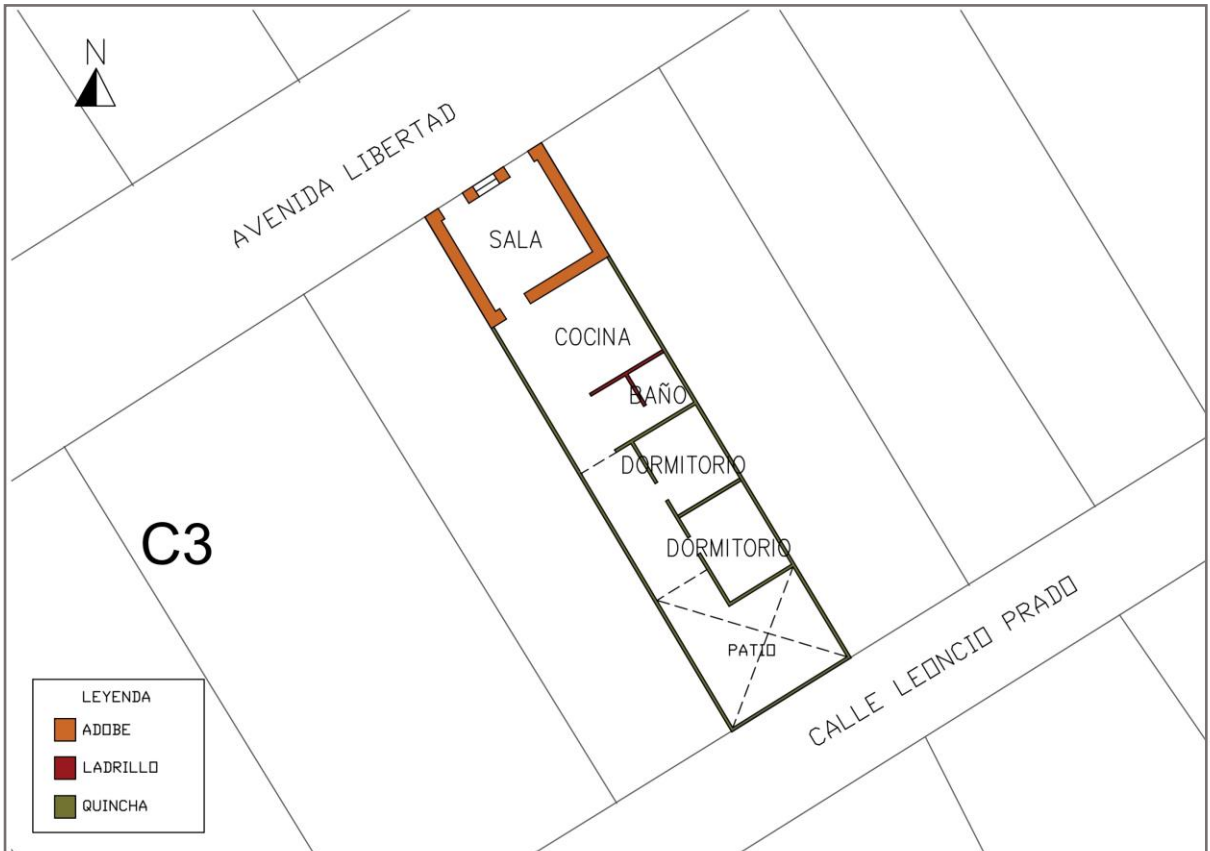 N
AVENIDA LIBERTAD
SALA
COCINA
BAÑO
DORMITORIO
DORMITORIO
PATIO
CALLE LEONCIO PRADO
C3
LEYENDA
ADOBE
LADRILLO
QUINCHA